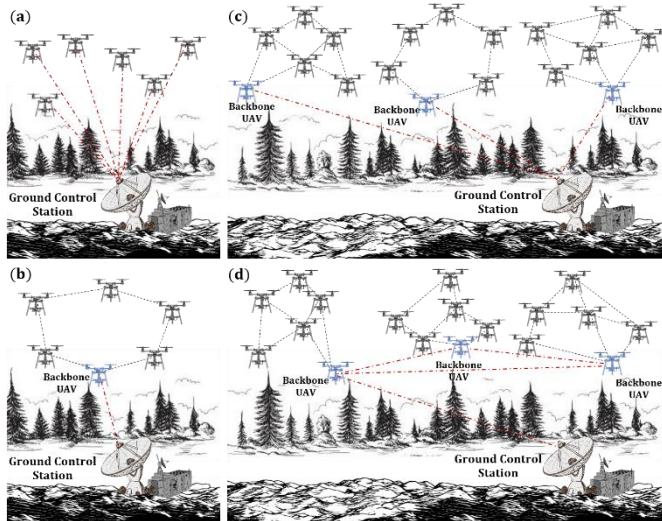 (a)
Ground Control
Station
(b)
Backbone
UAV
Ground Control
Station
(c)
Backbone
UAV
Backbone
UAV
Backbone
UAV
Ground Control
Station
(d)
Backbone
UAV
Backbone
UAV
Backbone
UAV
Ground Control
Station